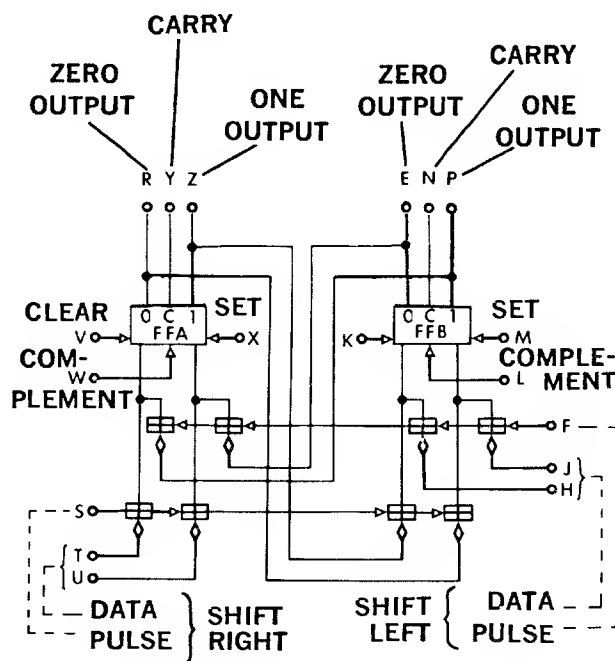 CARRY
ZERO
OUTPUT
ONE
OUTPUT
CARRY
ZERO
OUTPUT
ONE
OUTPUT
R Y Z
E N P
0 C 1
FFA
0 C 1
FFB
CLEAR
SET
V
X
COM-
PLEMENT
W
SET
K
M
COMPLE-
MENT
L
F
J
H
S
T
U
DATA
PULSE
SHIFT
RIGHT
SHIFT
LEFT
DATA
PULSE